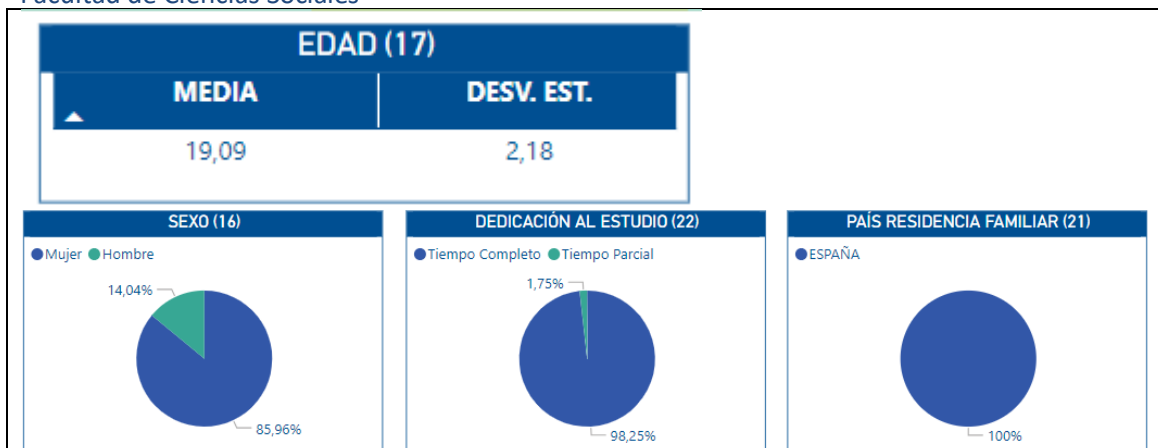 Facultad de Ciencias Sociales
EDAD (17)
MEDIA DESV. EST.
19,09 2,18
SEXO (16)
Mujer Hombre
14,04%
85,96%
DEDICACIÓN AL ESTUDIO (22)
Tiempo Completo Tiempo Parcial
1,75%
98,25%
PAÍS RESIDENCIA FAMILIAR (21)
ESPAÑA
100%